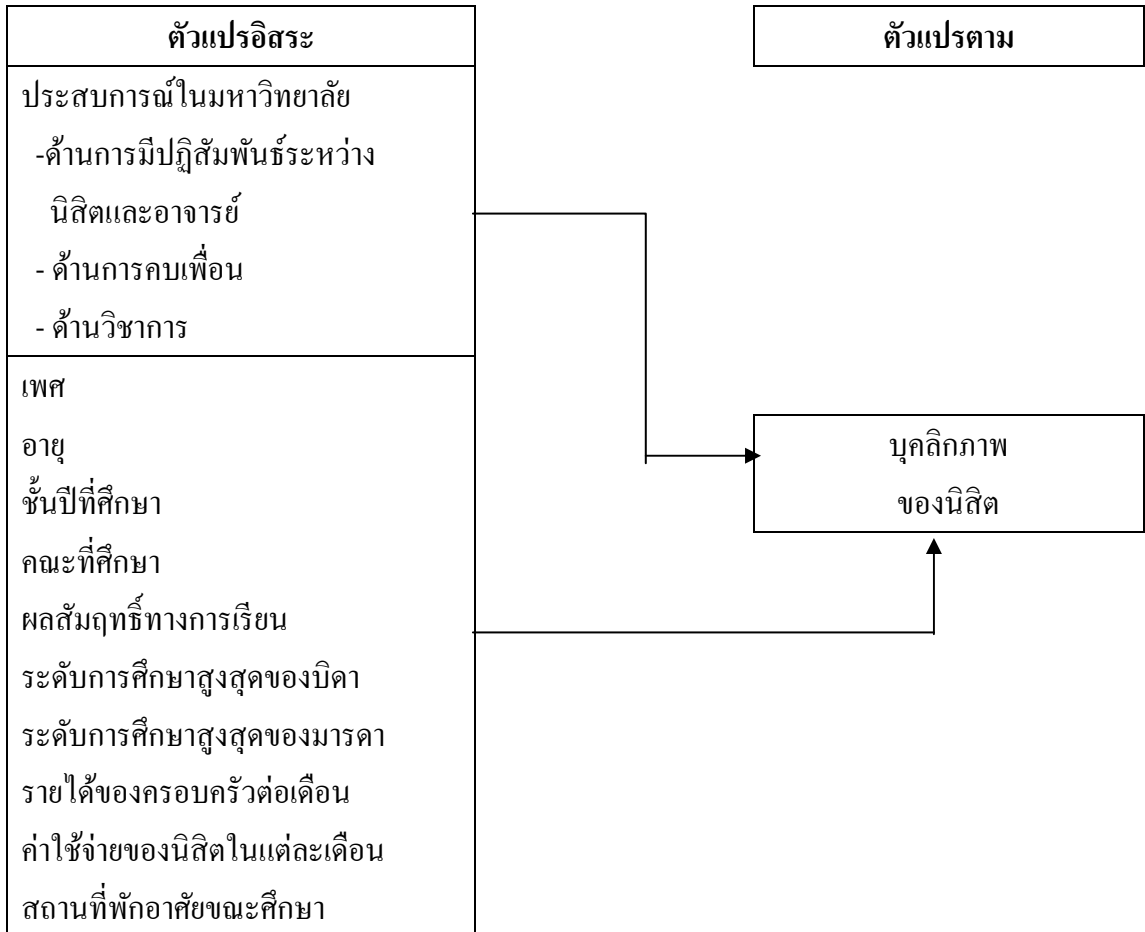 ตัวแปรอิสระ
ตัวแปรตาม
ประสบการณ์ในมหาวิทยาลัย
-ด้านการมีปฏิสัมพันธ์ระหว่าง
นิสิตและอาจารย์
- ด้านการคบเพื่อน
- ด้านวิชาการ
เพศ
อายุ
ชั้นปีที่ศึกษา
คณะที่ศึกษา
ผลสัมฤทธิ์ทางการเรียน
ระดับการศึกษาสูงสุดของบิดา
ระดับการศึกษาสูงสุดของมารดา
รายได้ของครอบครัวต่อเดือน
ค่าใช้จ่ายของนิสิตในแต่ละเดือน
สถานที่พักอาศัยขณะศึกษา
บุคลิกภาพ
ของนิสิต